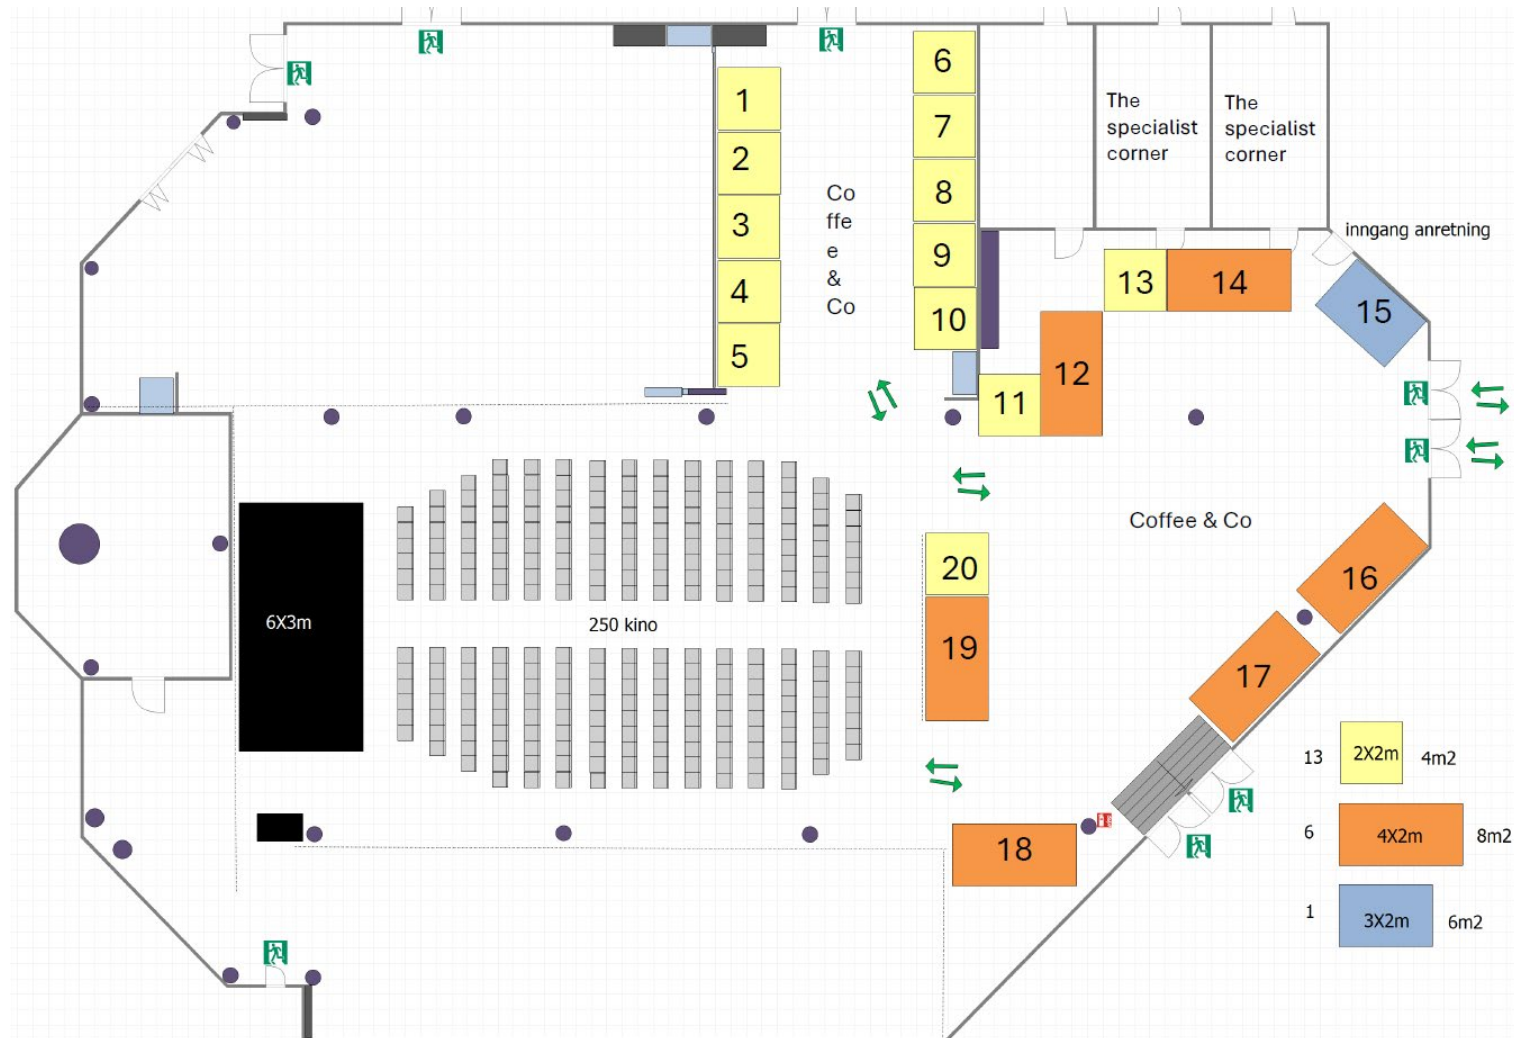 1
2
3
4
5
6
7
8
9
10
Co
ffe
e
&
Co
The
specialist
corner
The
specialist
corner
inngang anretning
11
12
13
14
15
Coffee & Co
16
17
18
19
20
6X3m
250 kino
13 2X2m 4m2
6 4X2m 8m2
1 3X2m 6m2